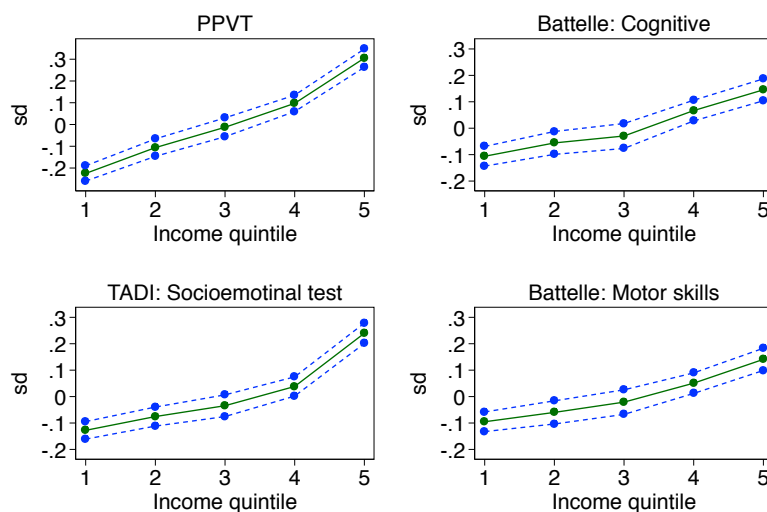 PPVT
.3
.2
.1
0
-.1
-.2
sd
1 2 3 4 5
Income quintile
Battelle: Cognitive
.3
.2
.1
0
-.1
-.2
sd
1 2 3 4 5
Income quintile
TADI: Socioemotinal test
.3
.2
.1
0
-.1
-.2
sd
1 2 3 4 5
Income quintile
Battelle: Motor skills
.3
.2
.1
0
-.1
-.2
sd
1 2 3 4 5
Income quintile